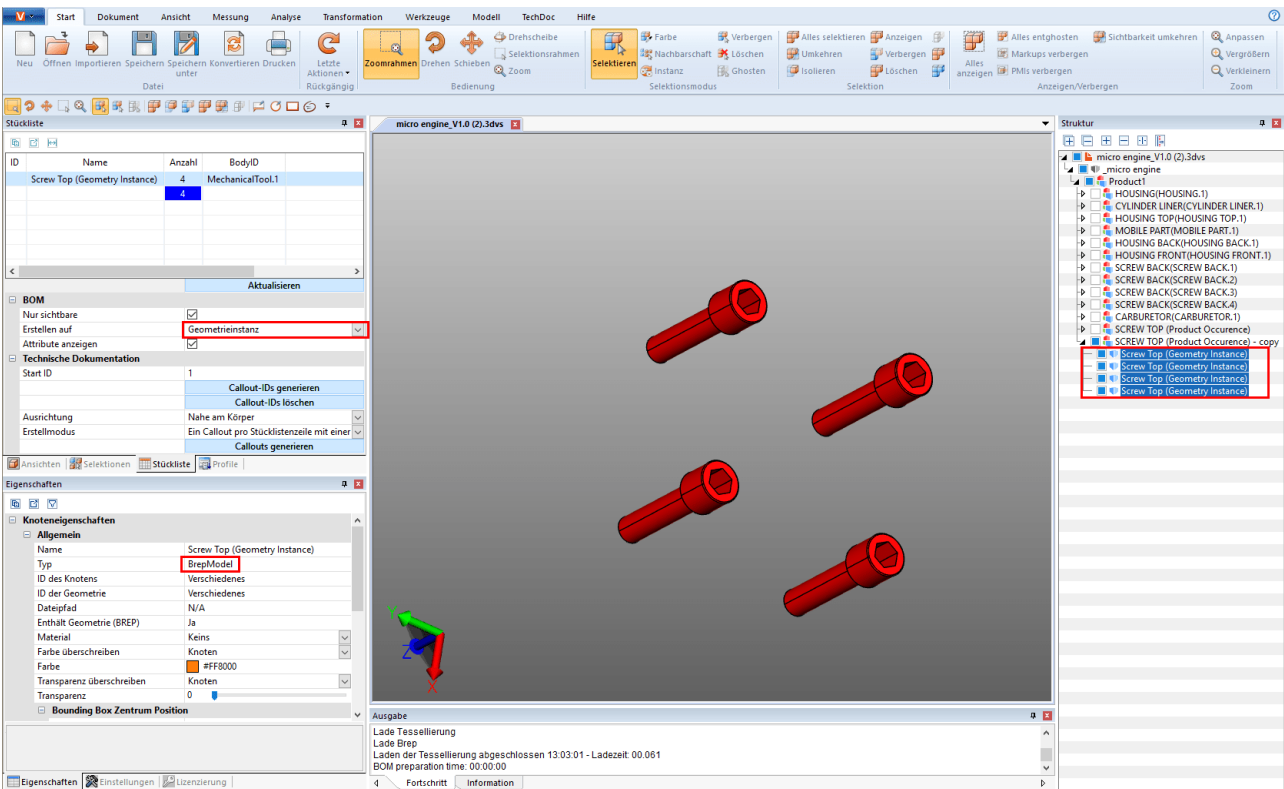 V Start Dokument Ansicht Messung Analyse Transformation Werkzeuge Modell TechDoc Hilfe
Neu Öffnen Importieren Speichern Speichern unter Konvertieren Drucken
Datei
Letzte Aktionen
Rückgängig
Zoomrahmen Drehen Schieben
Drehscheibe
Selektionsrahmen
Zoom
Bedienung
Selektieren
Farbe Verbergen
Nachbarschaft Löschen
Instanz Ghosten
Selektionsmodus
Alles selektieren Anzeigen
Umkehren Verbergen
Isolieren Löschen
Selektion
Alles anzeigen
Alles entghosten Sichtbarkeit umkehren
Markups verbergen
PMIs verbergen
Anzeigen/Verbergen
Anpassen
Vergrößern
Verkleinern
Zoom
Stückliste
ID Name Anzahl BodyID
Screw Top (Geometry Instance) 4 MechanicalTool.1
4
Aktualisieren
BOM
Nur sichtbare
Erstellen auf Geometrieinstanz
Attribute anzeigen
Technische Dokumentation
Start ID 1
Callout-IDs generieren
Callout-IDs löschen
Ausrichtung Nahe am Körper
Erstellmodus Ein Callout pro Stücklistenzeile mit einer
Callouts generieren
Ansichten Selektionen Stückliste Profile
Eigenschaften
Knoteneigenschaften
Allgemein
Name Screw Top (Geometry Instance)
Typ BrepModel
ID des Knotens Verschiedenes
ID der Geometrie Verschiedenes
Dateipfad N/A
Enthält Geometrie (BREP) Ja
Material Keins
Farbe überschreiben Knoten
Farbe #FF8000
Transparenz überschreiben Knoten
Transparenz 0
Bounding Box Zentrum Position
Eigenschaften Einstellungen Lizenzierung
micro engine_V1.0 (2).3dvs
Y
Z
X
Ausgabe
Lade Tessellierung
Lade Brep
Laden der Tessellierung abgeschlossen 13:03:01 - Ladezeit: 00.061
BOM preparation time: 00:00:00
Fortschritt Information
Struktur
micro engine_V1.0 (2).3dvs
_micro engine
Product1
HOUSING(HOUSING.1)
CYLINDER LINER(CYLINDER LINER.1)
HOUSING TOP(HOUSING TOP.1)
MOBILE PART(MOBILE PART.1)
HOUSING BACK(HOUSING BACK.1)
HOUSING FRONT(HOUSING FRONT.1)
SCREW BACK(SCREW BACK.1)
SCREW BACK(SCREW BACK.2)
SCREW BACK(SCREW BACK.3)
SCREW BACK(SCREW BACK.4)
CARBURETOR(CARBURETOR.1)
SCREW TOP (Product Occurence)
SCREW TOP (Product Occurence) - copy
Screw Top (Geometry Instance)
Screw Top (Geometry Instance)
Screw Top (Geometry Instance)
Screw Top (Geometry Instance)